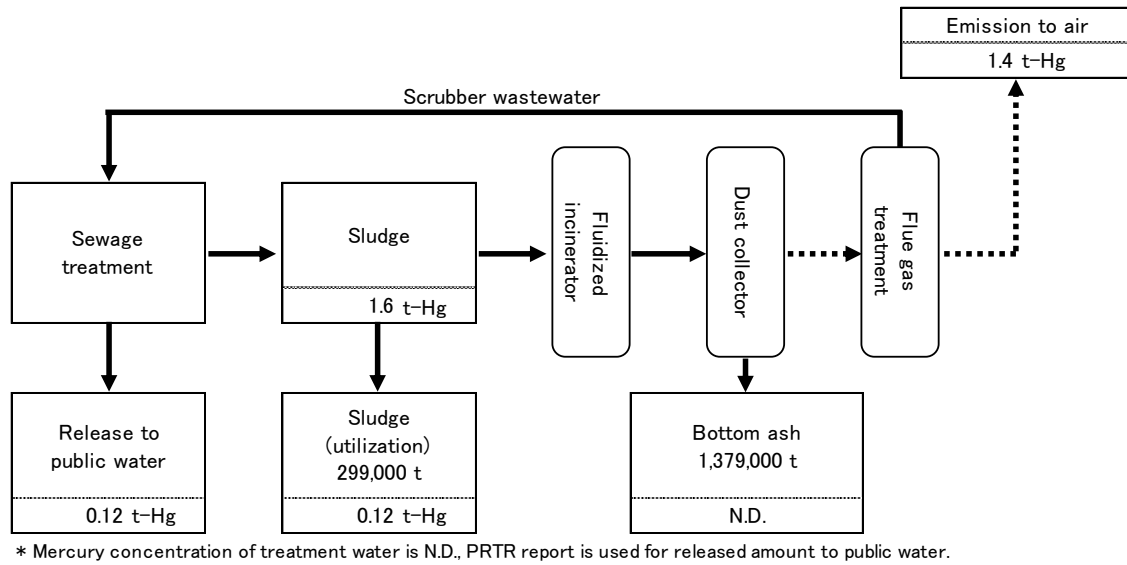 Emission to air
1.4 t-Hg
Scrubber wastewater
Sewage
treatment
Sludge
1.6 t-Hg
Fluidized
incinerator
Dust collector
Flue gas
treatment
Release to
public water
0.12 t-Hg
Sludge
(utilization)
299,000 t
0.12 t-Hg
Bottom ash
1,379,000 t
N.D.
* Mercury concentration of treatment water is N.D., PRTR report is used for released amount to public water.